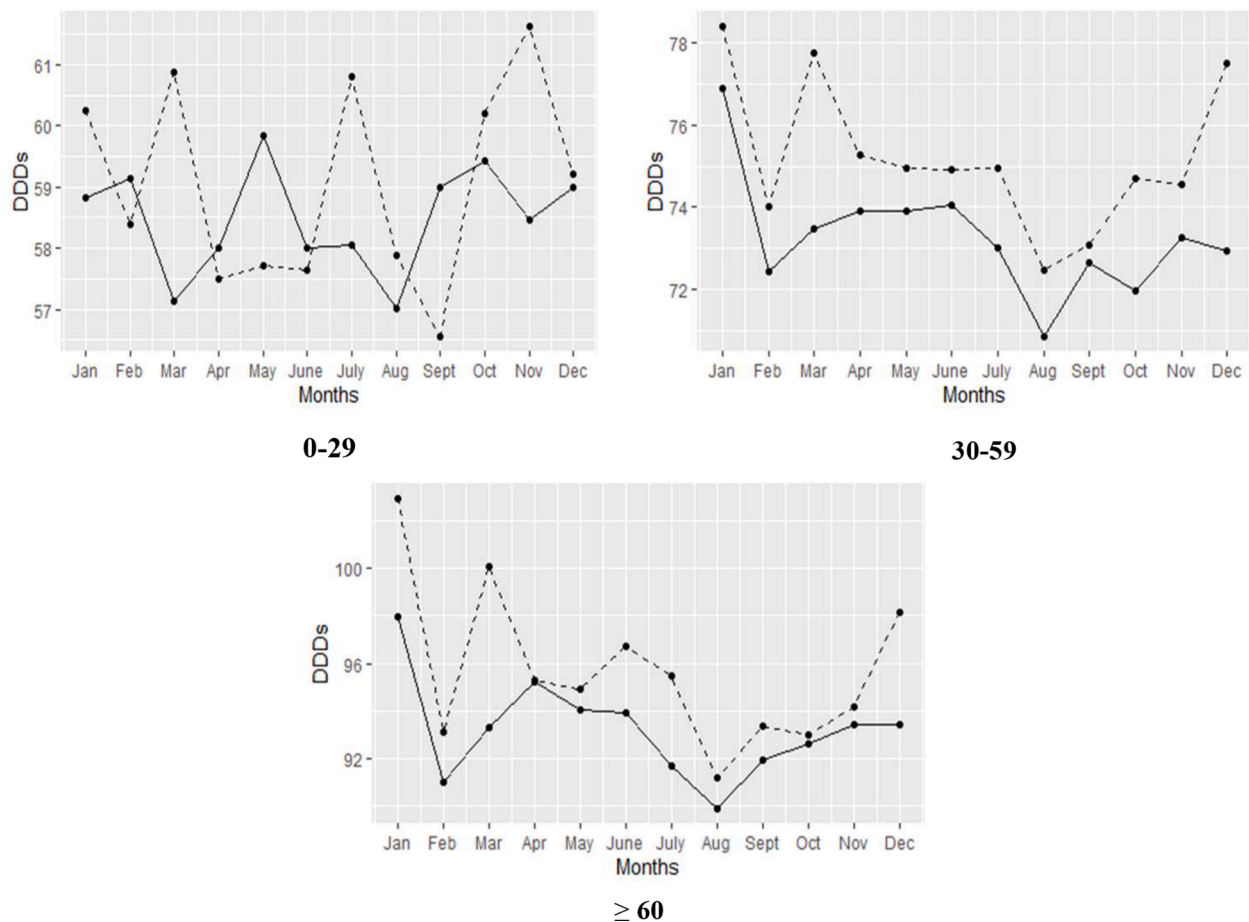 61
60
59
58
57
DDDs
Jan Feb Mar Apr May June July Aug Sept Oct Nov Dec
Months
0-29
78
76
74
72
DDDs
Jan Feb Mar Apr May June July Aug Sept Oct Nov Dec
Months
30-59
100
96
92
DDDs
Jan Feb Mar Apr May June July Aug Sept Oct Nov Dec
Months
≥ 60